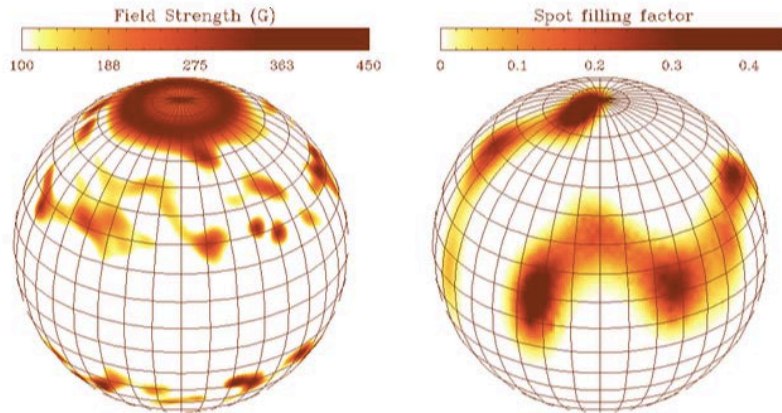 Field Strength (G)
100 188 275 363 450
Spot filling factor
0 0.1 0.2 0.3 0.4